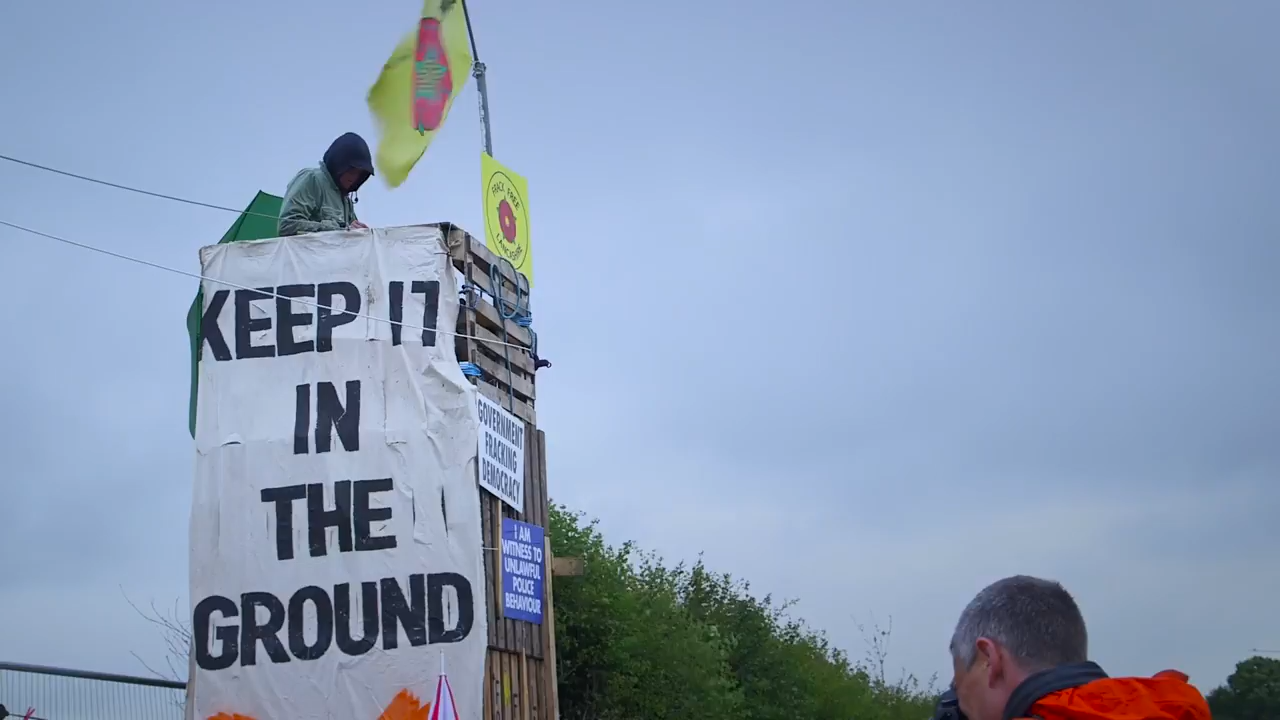 FRACK FREE
LANCASHIRE
KEEP IT
IN
THE
GROUND
GOVERNMENT
FRACKING
DEMOCRACY
I AM
WITNESS TO
UNLAWFUL
POLICE
BEHAVIOUR